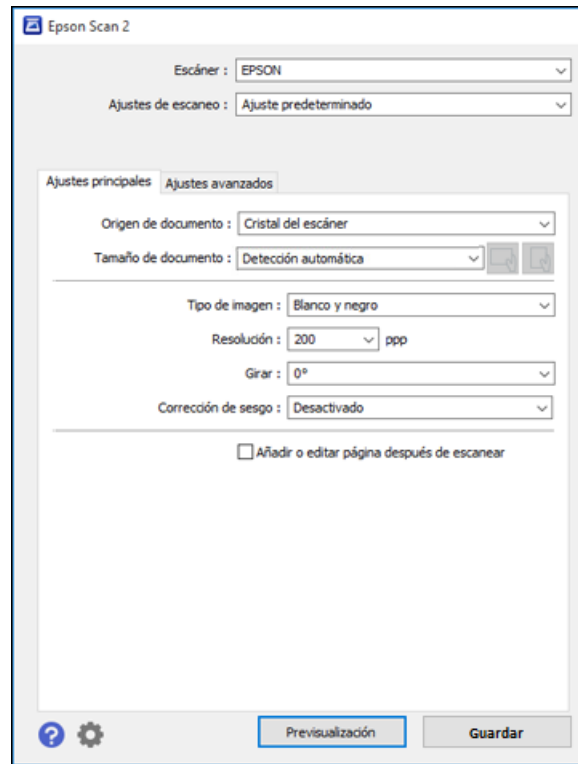 Epson Scan 2
Escáner : EPSON
Ajustes de escaneo : Ajuste predeterminado
Ajustes principales Ajustes avanzados
Origen de documento : Cristal del escáner
Tamaño de documento : Detección automática
Tipo de imagen : Blanco y negro
Resolución : 200 ppp
Girar : 0°
Corrección de sesgo : Desactivado
Añadir o editar página después de escanear
? Previsualización Guardar